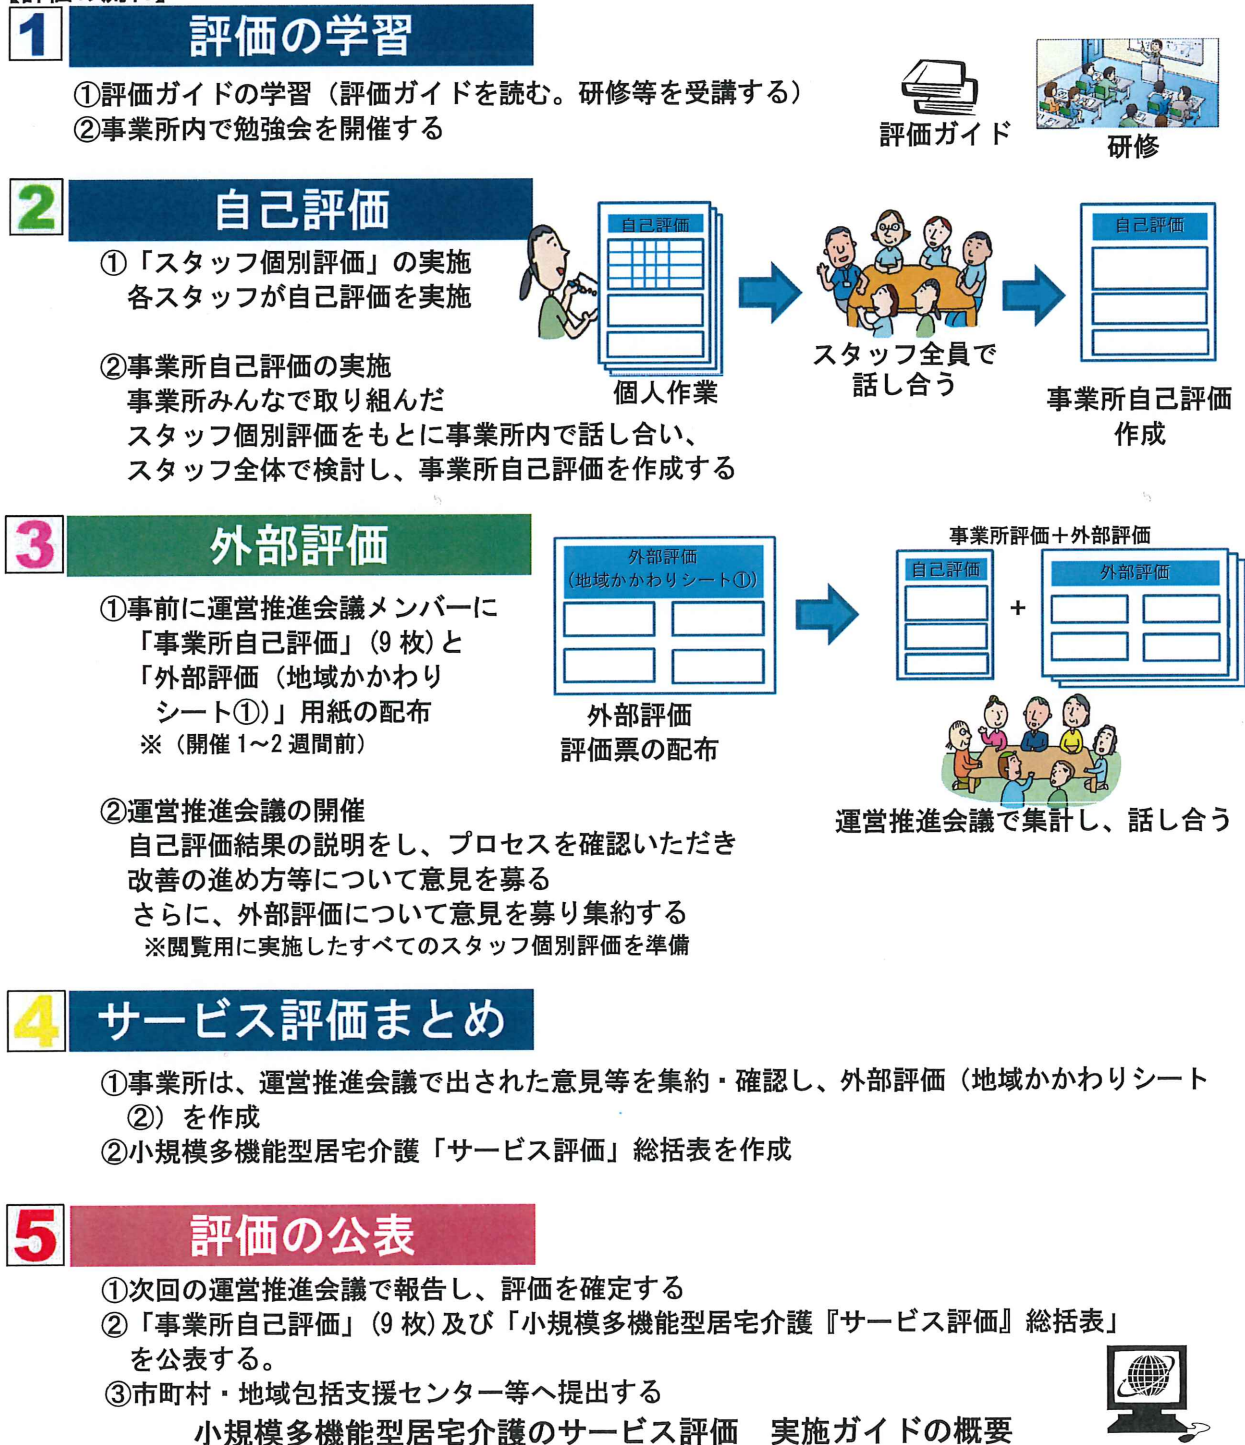 1 評価の学習
①評価ガイドの学習（評価ガイドを読む。研修等を受講する）
②事業所内で勉強会を開催する
評価ガイド
研修
2 自己評価
①「スタッフ個別評価」の実施
各スタッフが自己評価を実施
②事業所自己評価の実施
事業所みんなで取り組んだ
スタッフ個別評価をもとに事業所内で話し合い、
スタッフ全体で検討し、事業所自己評価を作成する
自己評価
個人作業
スタッフ全員で
話し合う
自己評価
事業所自己評価
作成
3 外部評価
①事前に運営推進会議メンバーに
「事業所自己評価」(9 枚)と
「外部評価（地域かかわり
シート①）」用紙の配布
※（開催 1～2 週間前）
②運営推進会議の開催
自己評価結果の説明をし、プロセスを確認いただき
改善の進め方等について意見を募る
さらに、外部評価について意見を募り集約する
※閲覧用に実施したすべてのスタッフ個別評価を準備
外部評価
(地域かかわりシート①)
外部評価
評価票の配布
事業所評価＋外部評価
自己評価
+
外部評価
運営推進会議で集計し、話し合う
4 サービス評価まとめ
①事業所は、運営推進会議で出された意見等を集約・確認し、外部評価（地域かかわりシート
②）を作成
②小規模多機能型居宅介護「サービス評価」総括表を作成
5 評価の公表
①次回の運営推進会議で報告し、評価を確定する
②「事業所自己評価」(9 枚)及び「小規模多機能型居宅介護『サービス評価』総括表」
を公表する。
③市町村・地域包括支援センター等へ提出する
小規模多機能型居宅介護のサービス評価　実施ガイドの概要